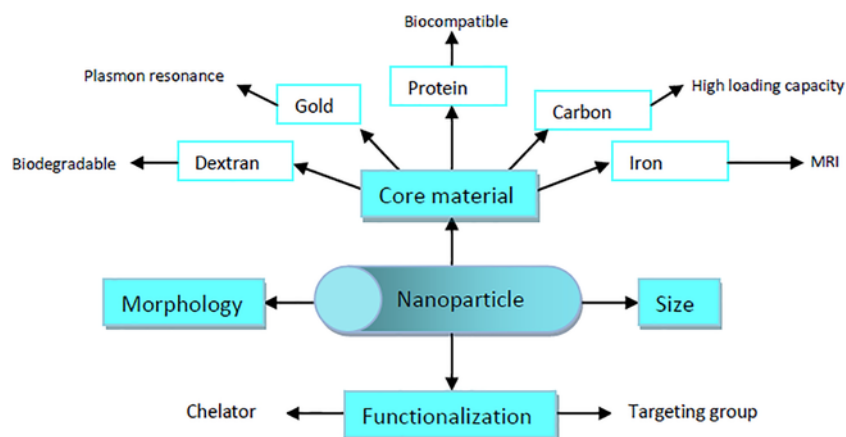 Biocompatible
Plasmon resonance
Protein
High loading capacity
Gold
Carbon
Biodegradable
Dextran
Iron
MRI
Core material
Morphology
Nanoparticle
Size
Chelator
Functionalization
Targeting group